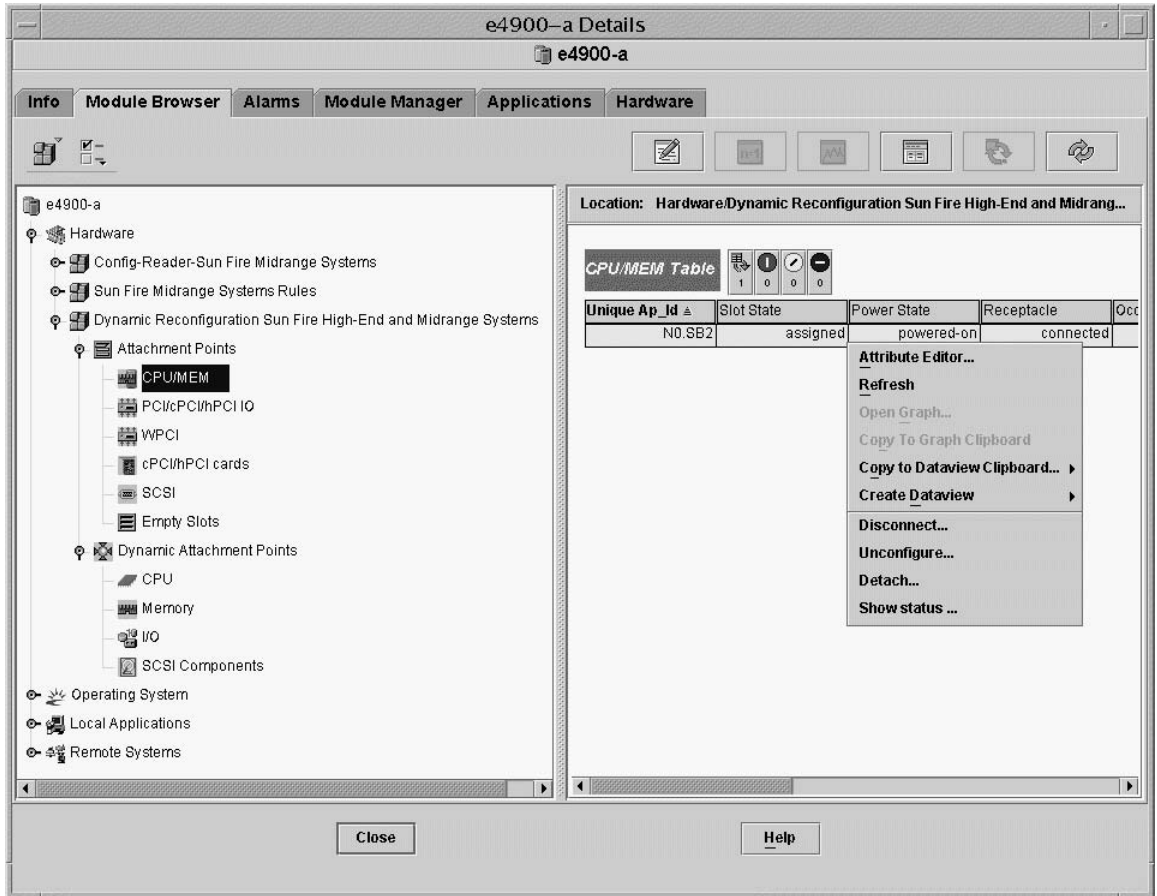 e4900-a Details
e4900-a
Info Module Browser Alarms Module Manager Applications Hardware
e4900-a
Hardware
Config-Reader-Sun Fire Midrange Systems
Sun Fire Midrange Systems Rules
Dynamic Reconfiguration Sun Fire High-End and Midrange Systems
Attachment Points
CPU/MEM
PCI/cPCI/hPCI IO
WPCI
cPCI/hPCI cards
SCSI
Empty Slots
Dynamic Attachment Points
CPU
Memory
I/O
SCSI Components
Operating System
Local Applications
Remote Systems
Location: Hardware/Dynamic Reconfiguration Sun Fire High-End and Midrang...
CPU/MEM Table
1 0 0 0
Unique Ap_Id Slot State Power State Receptacle Occ
N0.SB2 assigned powered-on connected
Attribute Editor...
Refresh
Open Graph...
Copy To Graph Clipboard
Copy to Dataview Clipboard...
Create Dataview
Disconnect...
Unconfigure...
Detach...
Show status ...
Close Help